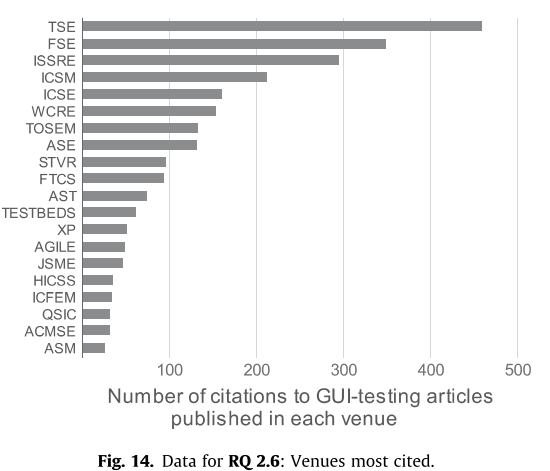 TSE
FSE
ISSRE
ICSM
ICSE
WCRE
TOSEM
ASE
STVR
FTCS
AST
TESTBEDS
XP
AGILE
JSME
HICSS
ICFEM
QSIC
ACMSE
ASM
100 200 300 400 500
Number of citations to GUI-testing articles
published in each venue
Fig. 14. Data for RQ 2.6: Venues most cited.